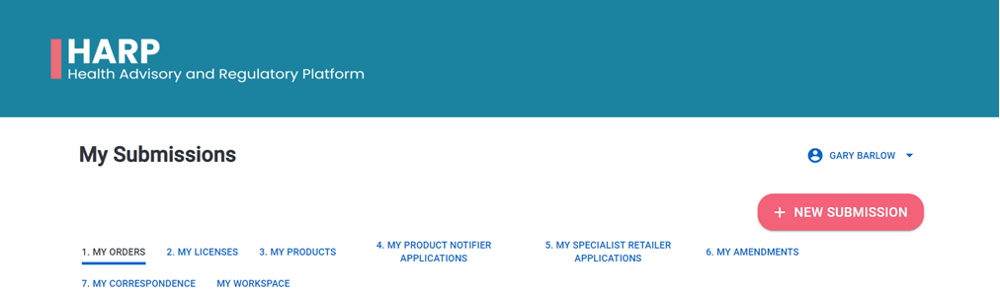 HARP
Health Advisory and Regulatory Platform
My Submissions
GARY BARLOW
+ NEW SUBMISSION
1. MY ORDERS
2. MY LICENSES
3. MY PRODUCTS
4. MY PRODUCT NOTIFIER
APPLICATIONS
5. MY SPECIALIST RETAILER
APPLICATIONS
6. MY AMENDMENTS
7. MY CORRESPONDENCE
MY WORKSPACE